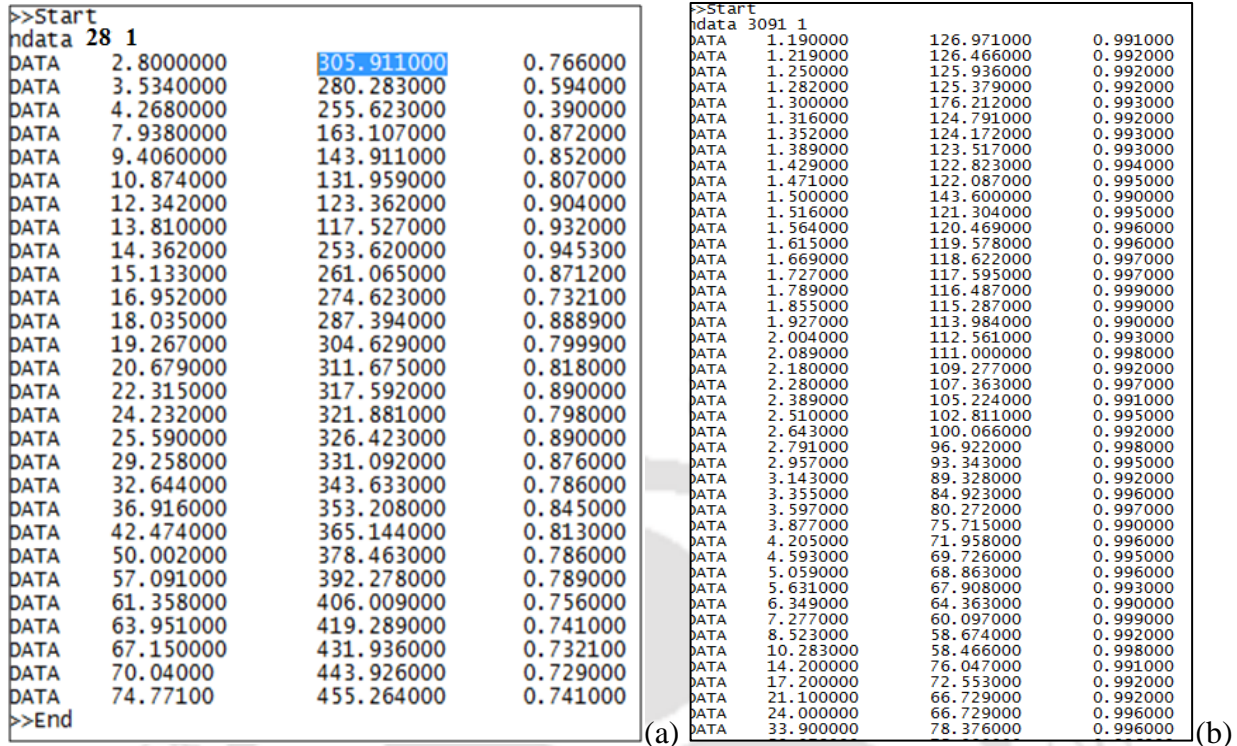 >>Start
ndata 28 1
DATA 2.8000000 305.911000 0.766000
DATA 3.5340000 280.283000 0.594000
DATA 4.2680000 255.623000 0.390000
DATA 7.9380000 163.107000 0.872000
DATA 9.4060000 143.911000 0.852000
DATA 10.874000 131.959000 0.807000
DATA 12.342000 123.362000 0.904000
DATA 13.810000 117.527000 0.932000
DATA 14.362000 253.620000 0.945300
DATA 15.133000 261.065000 0.871200
DATA 16.952000 274.623000 0.732100
DATA 18.035000 287.394000 0.888900
DATA 19.267000 304.629000 0.799900
DATA 20.679000 311.675000 0.818000
DATA 22.315000 317.592000 0.890000
DATA 24.232000 321.881000 0.798000
DATA 25.590000 326.423000 0.890000
DATA 29.258000 331.092000 0.876000
DATA 32.644000 343.633000 0.786000
DATA 36.916000 353.208000 0.845000
DATA 42.474000 365.144000 0.813000
DATA 50.002000 378.463000 0.786000
DATA 57.091000 392.278000 0.789000
DATA 61.358000 406.009000 0.756000
DATA 63.951000 419.289000 0.741000
DATA 67.150000 431.936000 0.732100
DATA 70.04000 443.926000 0.729000
DATA 74.77100 455.264000 0.741000
>>End
(a)
>>Start
ndata 3091 1
DATA 1.190000 126.971000 0.991000
DATA 1.219000 126.466000 0.992000
DATA 1.250000 125.936000 0.992000
DATA 1.282000 125.379000 0.992000
DATA 1.300000 176.212000 0.993000
DATA 1.316000 124.791000 0.992000
DATA 1.352000 124.172000 0.993000
DATA 1.389000 123.517000 0.993000
DATA 1.429000 122.823000 0.994000
DATA 1.471000 122.087000 0.995000
DATA 1.500000 143.600000 0.990000
DATA 1.516000 121.304000 0.995000
DATA 1.564000 120.469000 0.996000
DATA 1.615000 119.578000 0.996000
DATA 1.669000 118.622000 0.997000
DATA 1.727000 117.595000 0.997000
DATA 1.789000 116.487000 0.999000
DATA 1.855000 115.287000 0.999000
DATA 1.927000 113.984000 0.990000
DATA 2.004000 112.561000 0.993000
DATA 2.089000 111.000000 0.998000
DATA 2.180000 109.277000 0.992000
DATA 2.280000 107.363000 0.997000
DATA 2.389000 105.224000 0.991000
DATA 2.510000 102.811000 0.995000
DATA 2.643000 100.066000 0.992000
DATA 2.791000 96.922000 0.998000
DATA 2.957000 93.343000 0.995000
DATA 3.143000 89.328000 0.992000
DATA 3.355000 84.923000 0.996000
DATA 3.597000 80.272000 0.997000
DATA 3.877000 75.715000 0.990000
DATA 4.205000 71.958000 0.996000
DATA 4.593000 69.726000 0.995000
DATA 5.059000 68.863000 0.996000
DATA 5.631000 67.908000 0.993000
DATA 6.349000 64.363000 0.990000
DATA 7.277000 60.097000 0.999000
DATA 8.523000 58.674000 0.992000
DATA 10.283000 58.466000 0.998000
DATA 14.200000 76.047000 0.991000
DATA 17.200000 72.553000 0.992000
DATA 21.100000 66.729000 0.992000
DATA 24.000000 66.729000 0.996000
DATA 33.900000 78.376000 0.996000
(b)